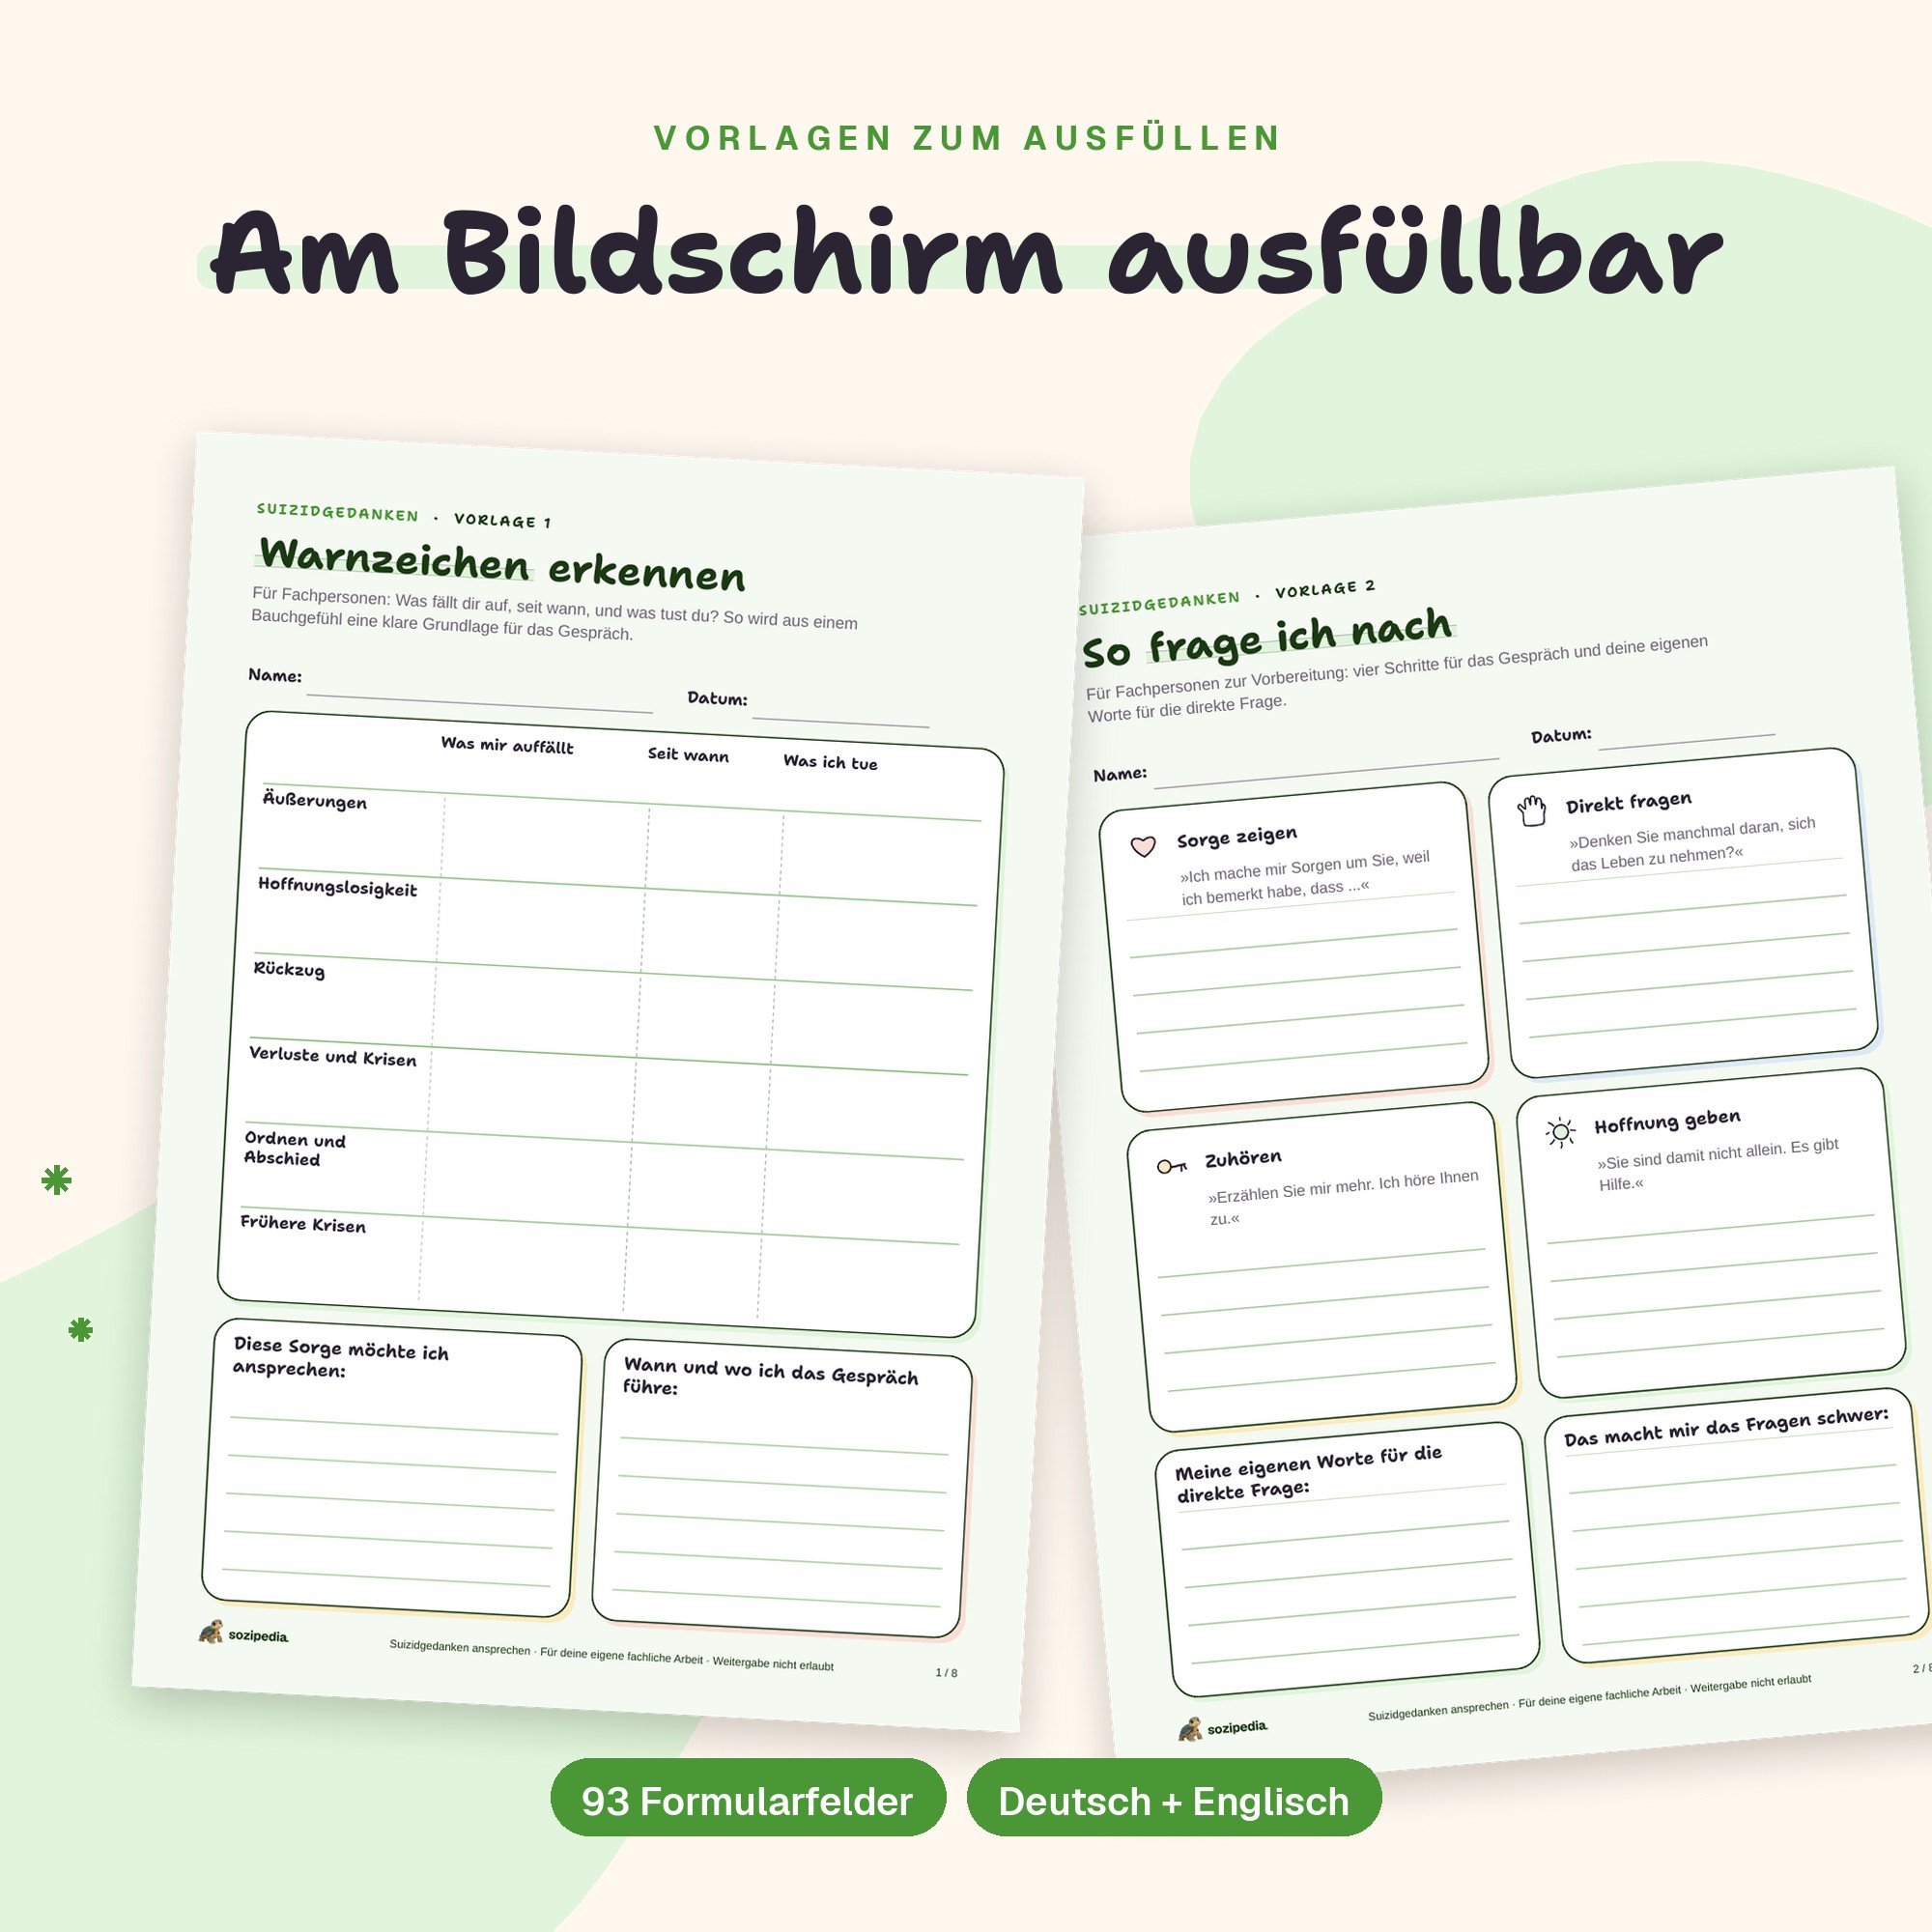 VORLAGEN ZUM AUSFÜLLEN
Am Bildschirm ausfüllbar
SUIZIDGEDANKEN · VORLAGE 1
Warnzeichen erkennen
Für Fachpersonen: Was fällt dir auf, seit wann, und was tust du? So wird aus einem
Bauchgefühl eine klare Grundlage für das Gespräch.
Name:
Datum:
Was mir auffällt
Seit wann
Was ich tue
Äußerungen
Hoffnungslosigkeit
Rückzug
Verluste und Krisen
Ordnen und
Abschied
Frühere Krisen
Diese Sorge möchte ich
ansprechen:
Wann und wo ich das Gespräch
führe:
sozipedia.
Suizidgedanken ansprechen · Für deine eigene fachliche Arbeit · Weitergabe nicht erlaubt
1 / 8
SUIZIDGEDANKEN · VORLAGE 2
So frage ich nach
Für Fachpersonen zur Vorbereitung: vier Schritte für das Gespräch und deine eigenen
Worte für die direkte Frage.
Name:
Datum:
Sorge zeigen
»Ich mache mir Sorgen um Sie, weil
ich bemerkt habe, dass ...«
Direkt fragen
»Denken Sie manchmal daran, sich
das Leben zu nehmen?«
Zuhören
»Erzählen Sie mir mehr. Ich höre Ihnen
zu.«
Hoffnung geben
»Sie sind damit nicht allein. Es gibt
Hilfe.«
Meine eigenen Worte für die
direkte Frage:
Das macht mir das Fragen schwer:
sozipedia.
Suizidgedanken ansprechen · Für deine eigene fachliche Arbeit · Weitergabe nicht erlaubt
2 / 8
93 Formularfelder
Deutsch + Englisch